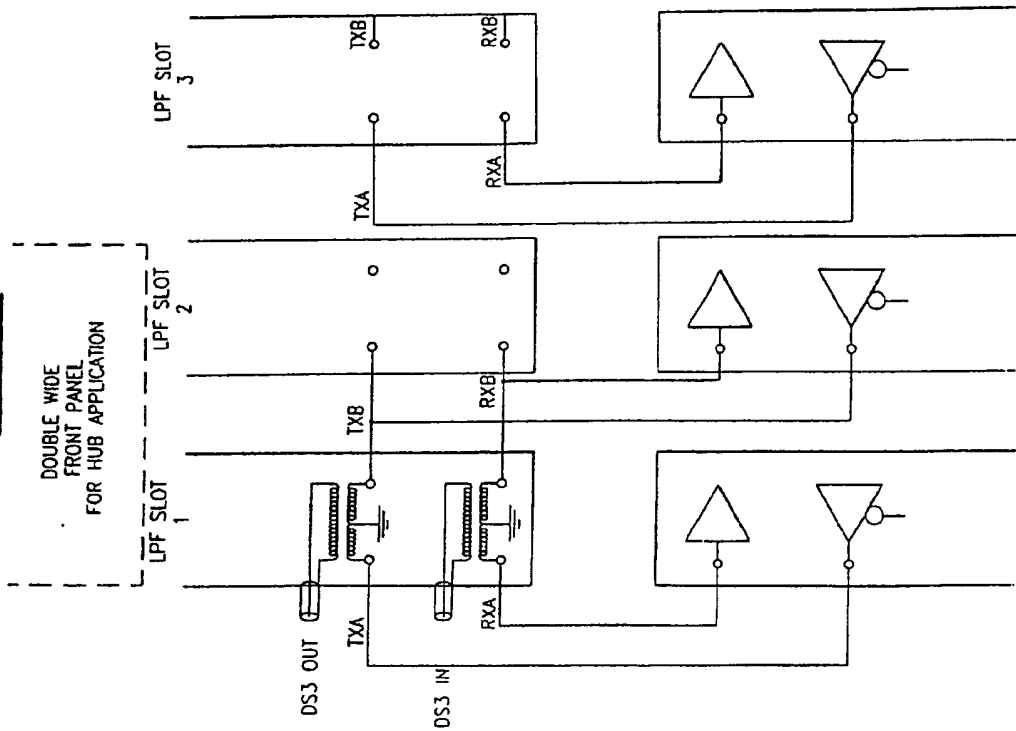 DOUBLE WIDE
FRONT PANEL
FOR HUB APPLICATION
LPF SLOT
1
LPF SLOT
2
LPF SLOT
3
DS3 OUT
TXA
DS3 IN
RXA
TXB
RXB
TXA
RXA
TXB
RXB